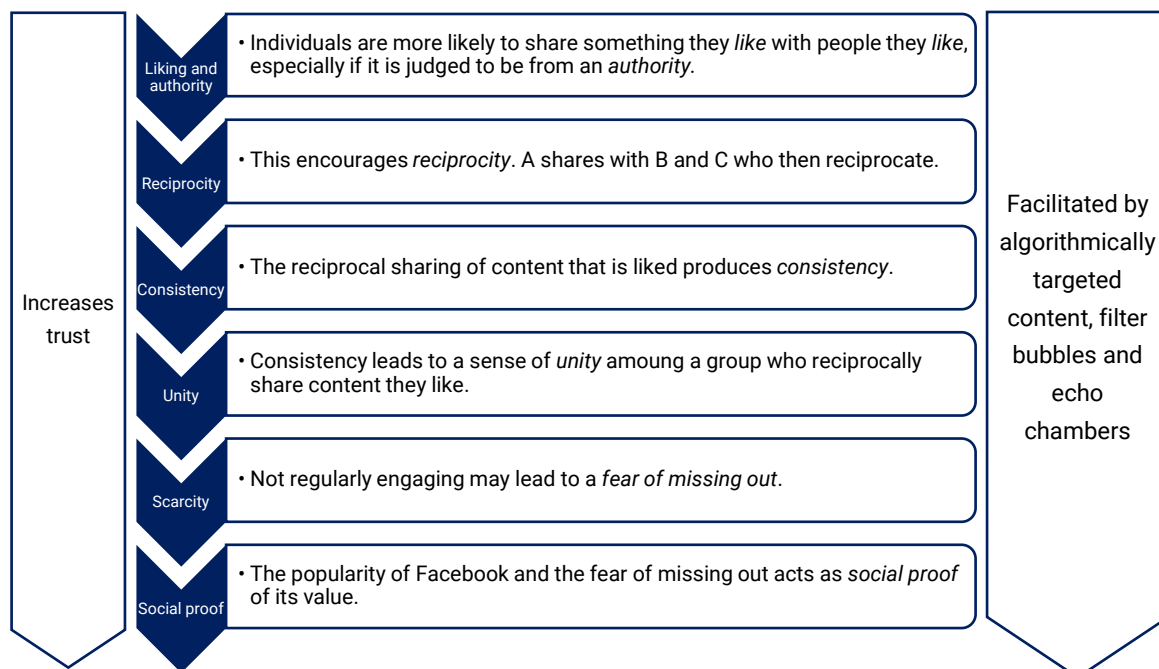 Increases
trust
Liking and
authority
• Individuals are more likely to share something they like with people they like,
especially if it is judged to be from an authority.
Reciprocity
• This encourages reciprocity. A shares with B and C who then reciprocate.
Consistency
• The reciprocal sharing of content that is liked produces consistency.
Unity
• Consistency leads to a sense of unity amoung a group who reciprocally
share content they like.
Scarcity
• Not regularly engaging may lead to a fear of missing out.
Social proof
• The popularity of Facebook and the fear of missing out acts as social proof
of its value.
Facilitated by
algorithmically
targeted
content, filter
bubbles and
echo
chambers